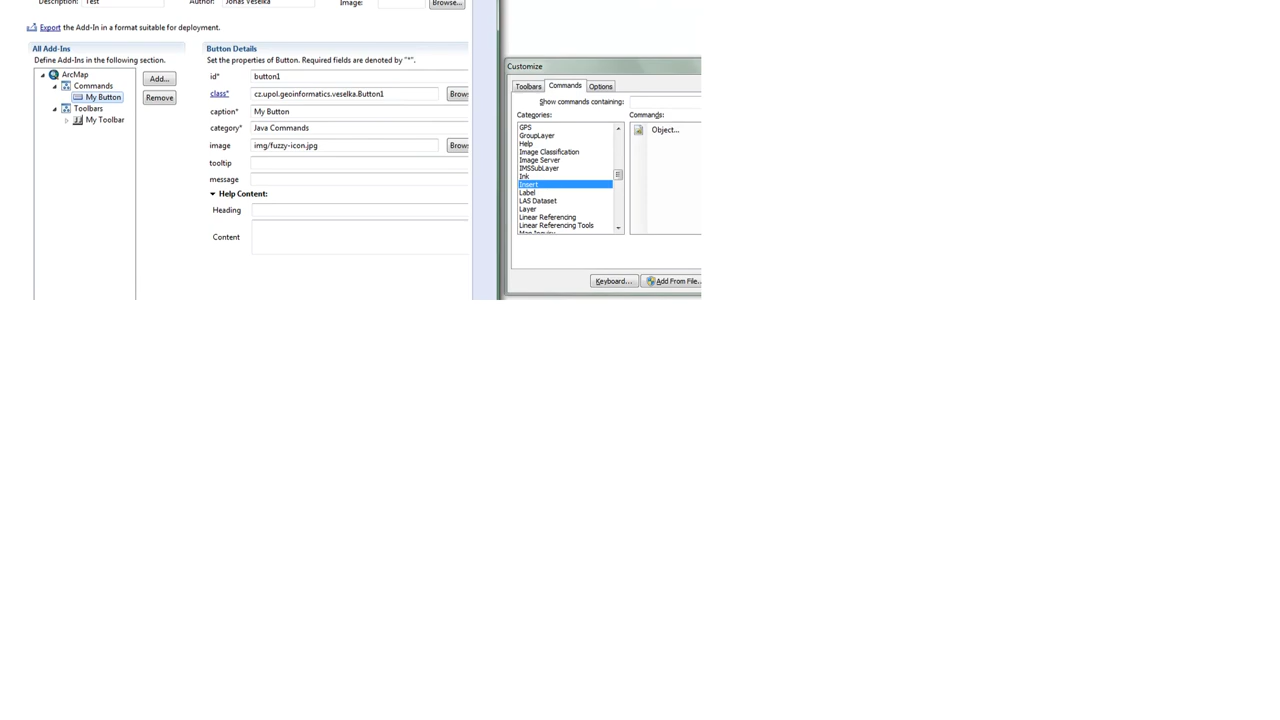 Description: Test Author: Jonas Veselka Image: Browse...
Export the Add-In in a format suitable for deployment.
All Add-Ins
Define Add-Ins in the following section.
ArcMap
Commands
My Button
Toolbars
My Toolbar
Add...
Remove
Button Details
Set the properties of Button. Required fields are denoted by "*".
id* button1
class* cz.upol.geoinformatics.veselka.Button1 Brows
caption* My Button
category* Java Commands
image img/fuzzy-icon.jpg Brows
tooltip
message
Help Content:
Heading
Content
Customize
Toolbars Commands Options
Show commands containing:
Categories:
GPS
GroupLayer
Help
Image Classification
Image Server
IMSSubLayer
Ink
Insert
Label
LAS Dataset
Layer
Linear Referencing
Linear Referencing Tools
Map Inquiry
Commands:
Object...
Keyboard... Add From File...